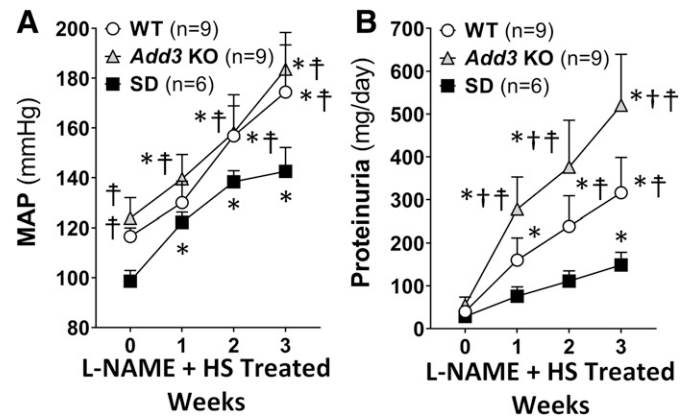 A
MAP (mmHg)
200
180
160
140
120
100
80
WT (n=9)
Add3 KO (n=9)
SD (n=6)
*‡
*‡
*‡
*‡
*‡
‡
‡
*
*
*
0 1 2 3
L-NAME + HS Treated
Weeks
B
Proteinuria (mg/day)
700
600
500
400
300
200
100
0
WT (n=9)
Add3 KO (n=9)
SD (n=6)
*†‡
*†‡
*†‡
*‡
*‡
*
*
0 1 2 3
L-NAME + HS Treated
Weeks